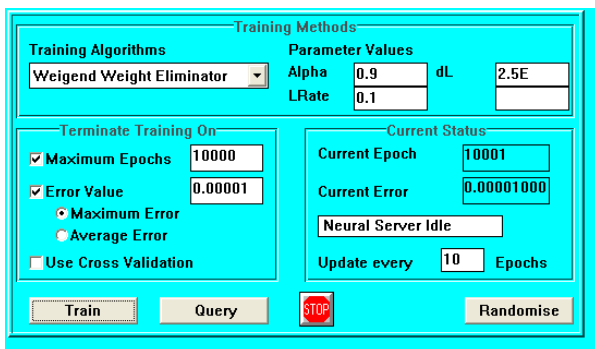 Training Methods
Training Algorithms
Parameter Values
Weigend Weight Eliminator
Alpha 0.9 dL 2.5E
LRate 0.1
Terminate Training On
Maximum Epochs 10000
Error Value 0.00001
Maximum Error
Average Error
Use Cross Validation
Current Status
Current Epoch 10001
Current Error 0.00001000
Neural Server Idle
Update every 10 Epochs
Train Query STOP Randomise